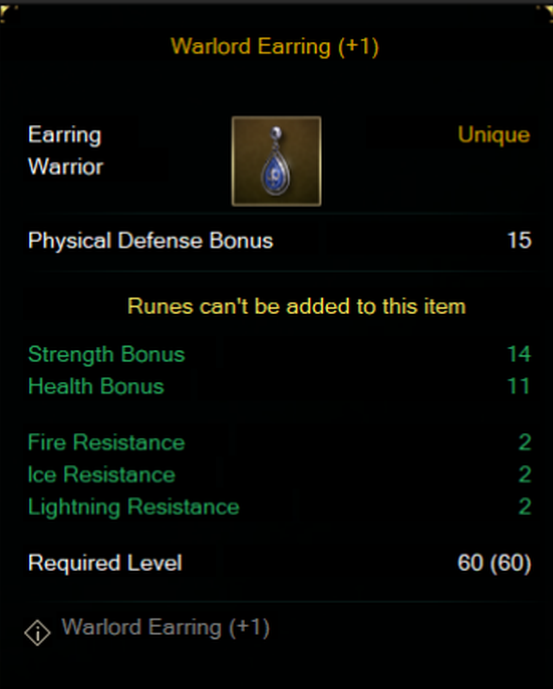 Warlord Earring (+1)
Earring Unique
Warrior
Physical Defense Bonus 15
Runes can't be added to this item
Strength Bonus 14
Health Bonus 11
Fire Resistance 2
Ice Resistance 2
Lightning Resistance 2
Required Level 60 (60)
Warlord Earring (+1)